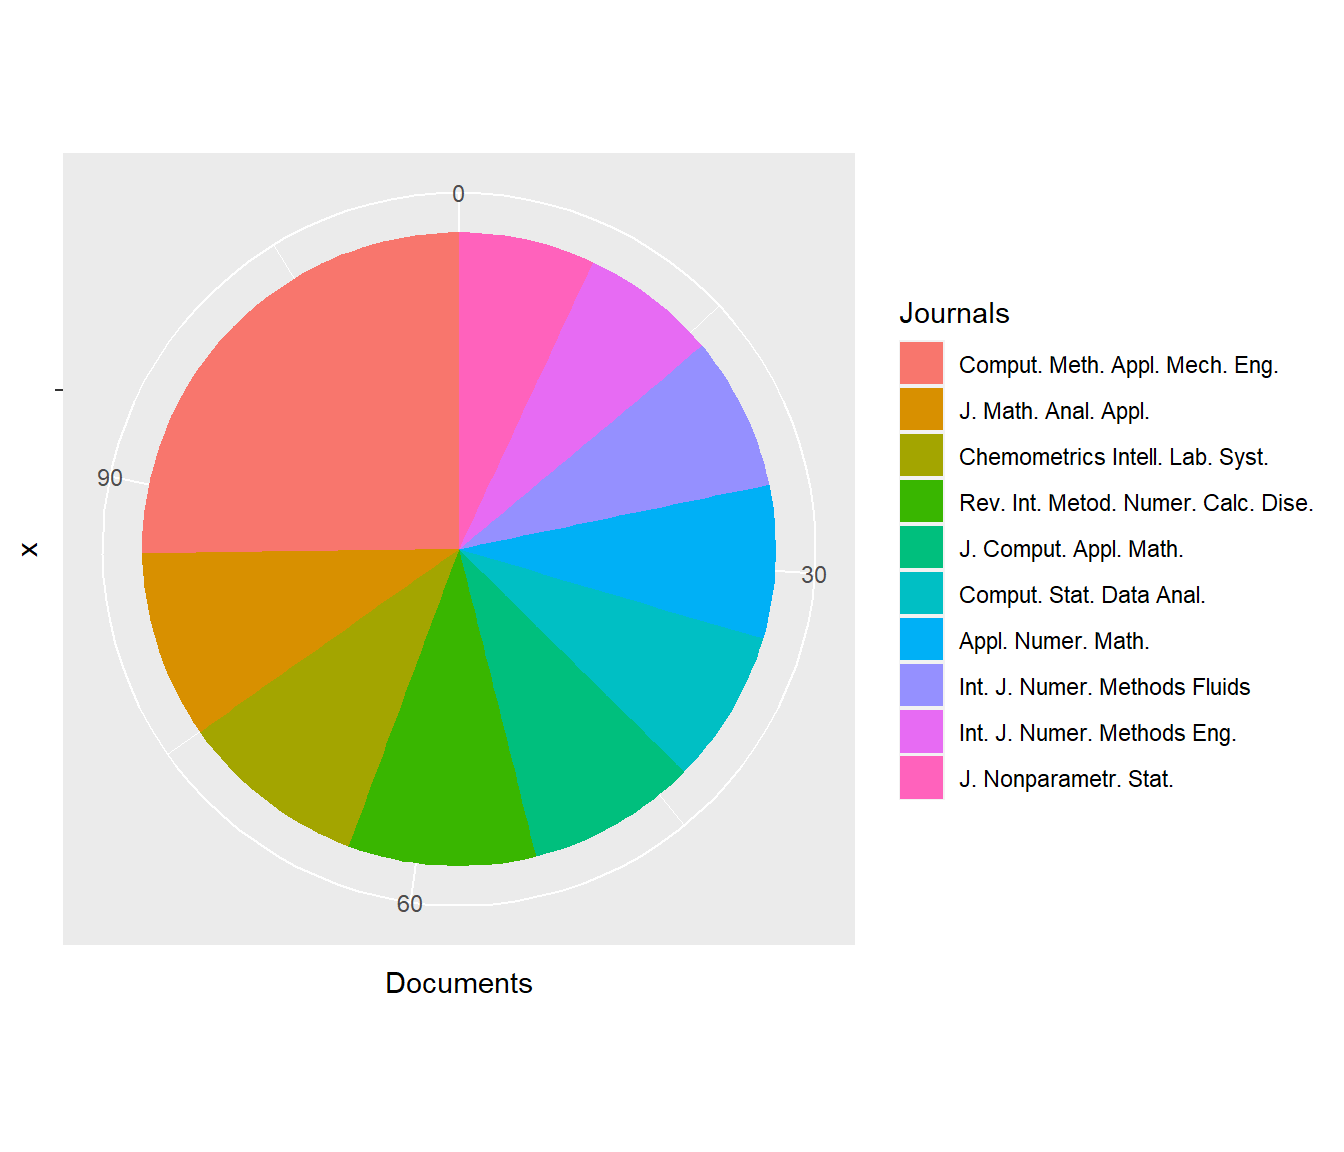 0
90
30
60
x
Documents
Journals
Comput. Meth. Appl. Mech. Eng.
J. Math. Anal. Appl.
Chemometrics Intell. Lab. Syst.
Rev. Int. Metod. Numer. Calc. Dise.
J. Comput. Appl. Math.
Comput. Stat. Data Anal.
Appl. Numer. Math.
Int. J. Numer. Methods Fluids
Int. J. Numer. Methods Eng.
J. Nonparametr. Stat.